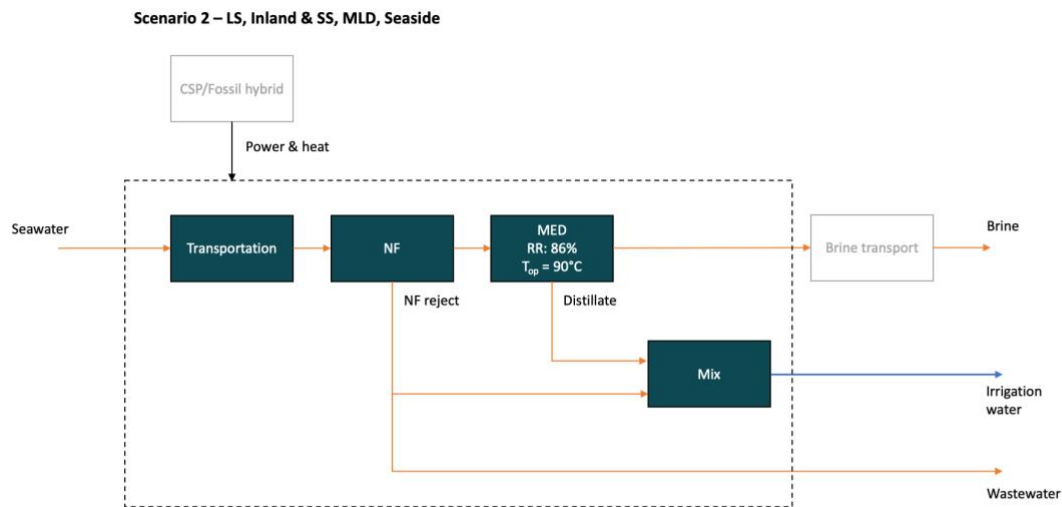 Scenario 2 – LS, Inland & SS, MLD, Seaside
CSP/Fossil hybrid
Power & heat
Seawater
Transportation
NF
MED
RR: 86%
Top = 90°C
Brine transport
Brine
NF reject
Distillate
Mix
Irrigation
water
Wastewater